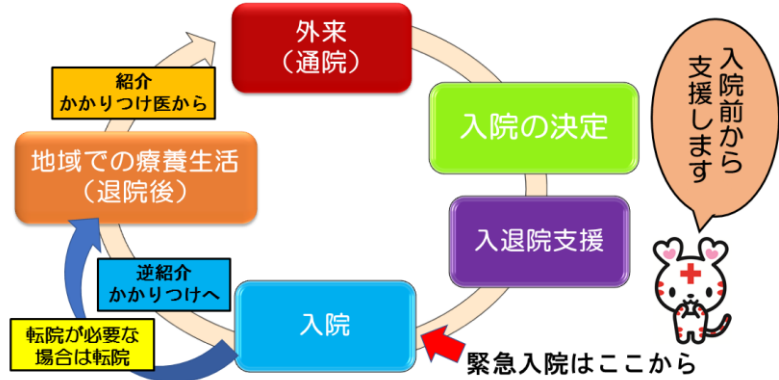 外来
（通院）
入院の決定
入退院支援
入院
緊急入院はここから
逆紹介
かかりつけへ
転院が必要な
場合は転院
地域での療養生活
（退院後）
紹介
かかりつけ医から
入院前から
支援します